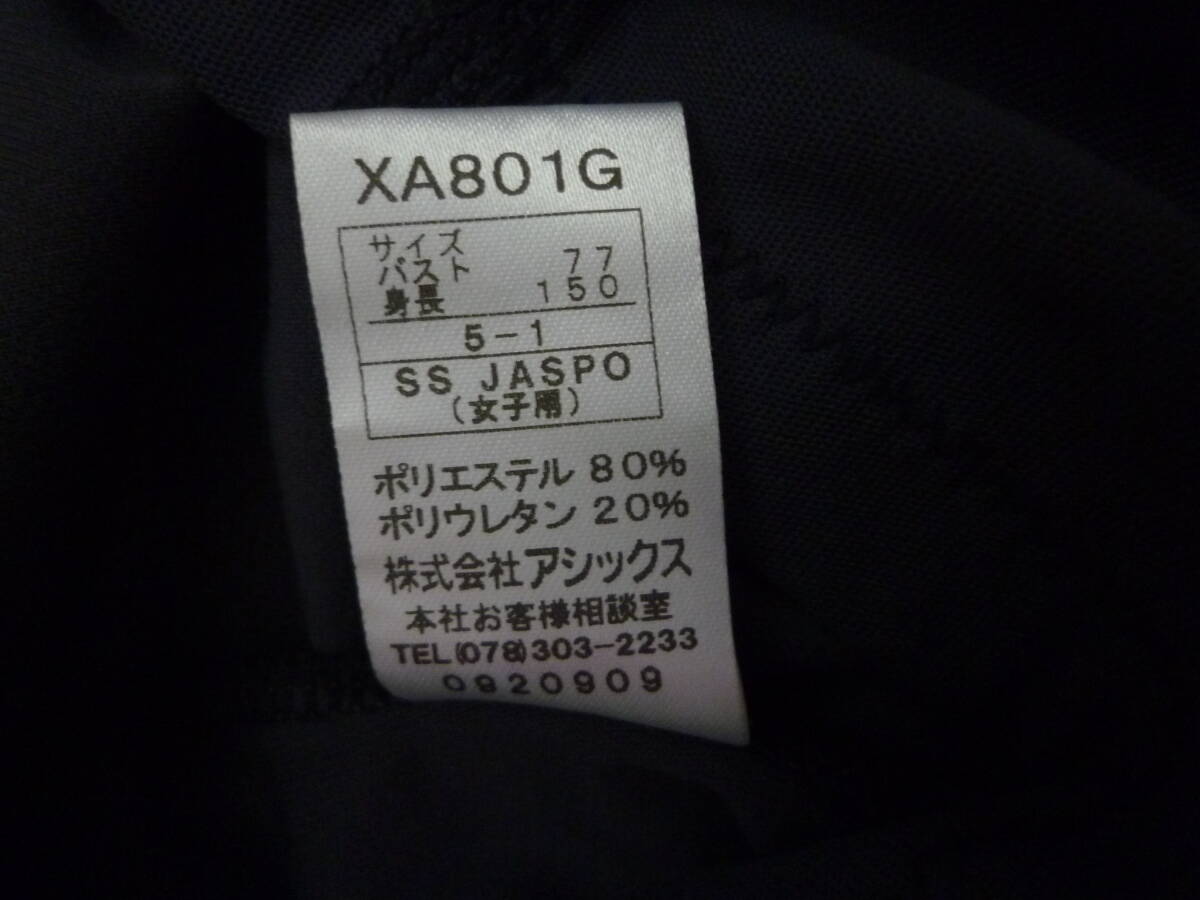 XA801G
サイズ
バスト 77
身長 150
5-1
SS JASPO
(女子用)
ポリエステル 80%
ポリウレタン 20%
株式会社アシックス
本社お客様相談室
TEL(078)303-2233
0920909